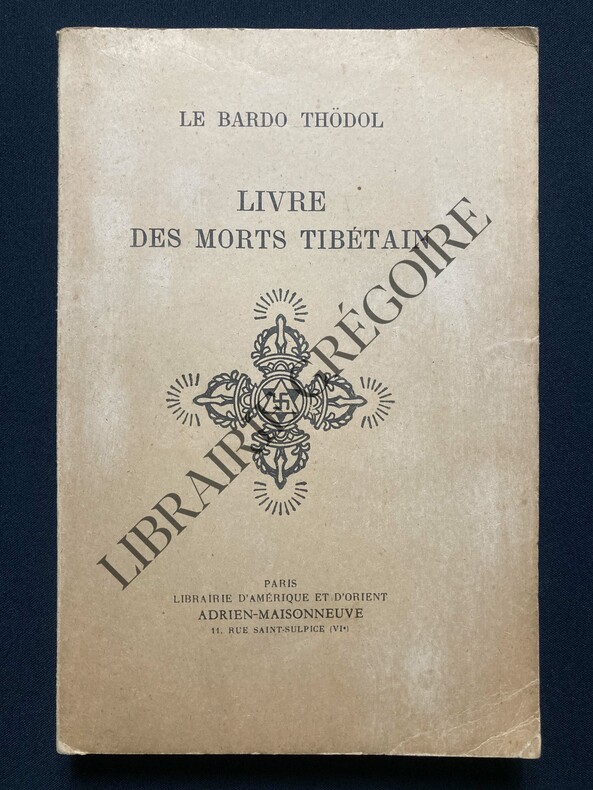 LE BARDO THÖDOL
LIVRE
DES MORTS TIBÉTAIN
LIBRAIRIE GRÉGOIRE
PARIS
LIBRAIRIE D'AMÉRIQUE ET D'ORIENT
ADRIEN-MAISONNEUVE
11, RUE SAINT-SULPICE (VIᵉ)